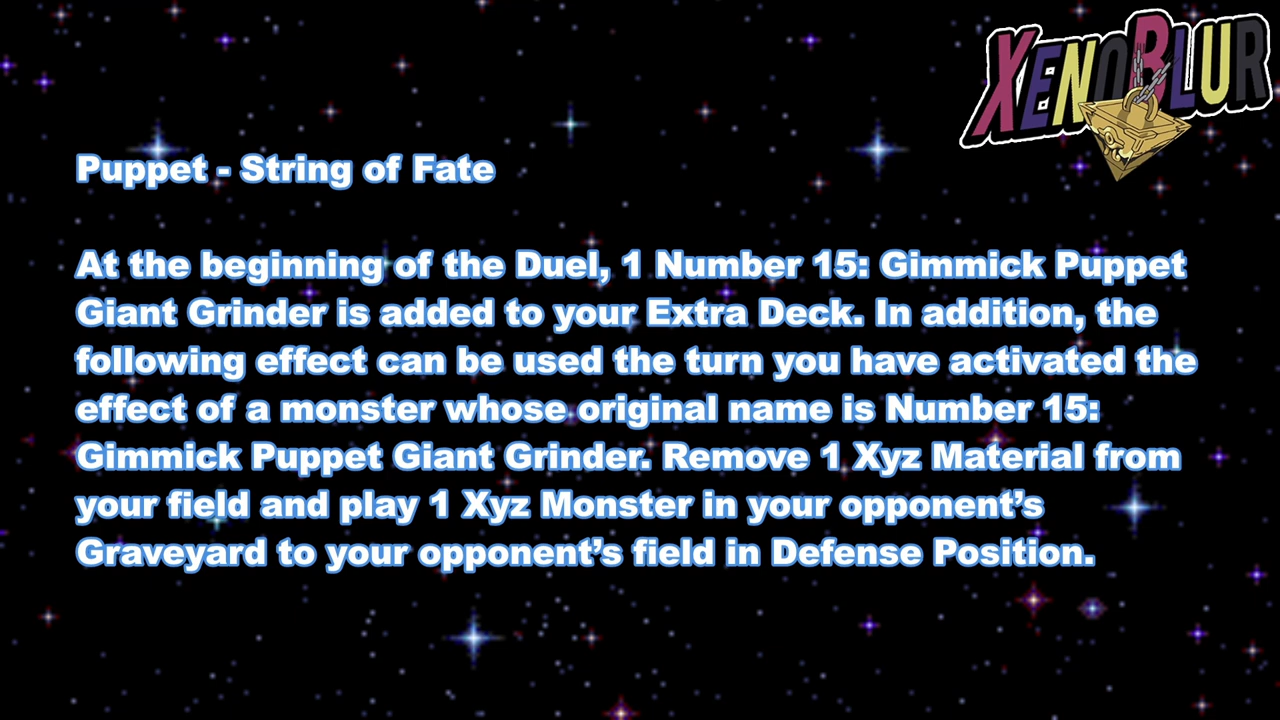 XENOBLUR
Puppet - String of Fate
At the beginning of the Duel, 1 Number 15: Gimmick Puppet
Giant Grinder is added to your Extra Deck. In addition, the
following effect can be used the turn you have activated the
effect of a monster whose original name is Number 15:
Gimmick Puppet Giant Grinder. Remove 1 Xyz Material from
your field and play 1 Xyz Monster in your opponent’s
Graveyard to your opponent’s field in Defense Position.